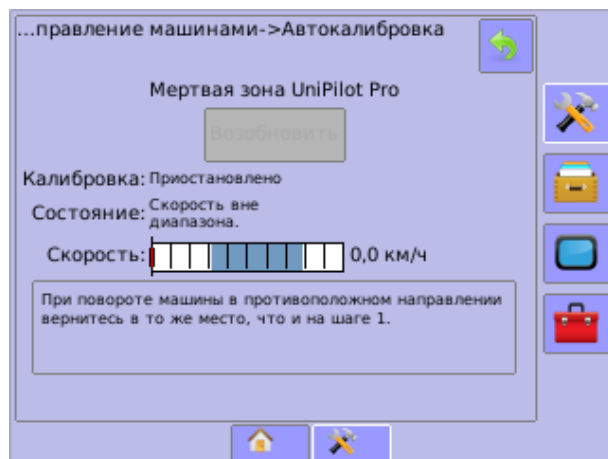 ...правление машинами->Автокалибровка
Мертвая зона UniPilot Pro
Возобновить
Калибровка: Приостановлено
Состояние: Скорость вне
диапазона.
Скорость: 0,0 км/ч
При повороте машины в противоположном направлении
вернитесь в то же место, что и на шаге 1.